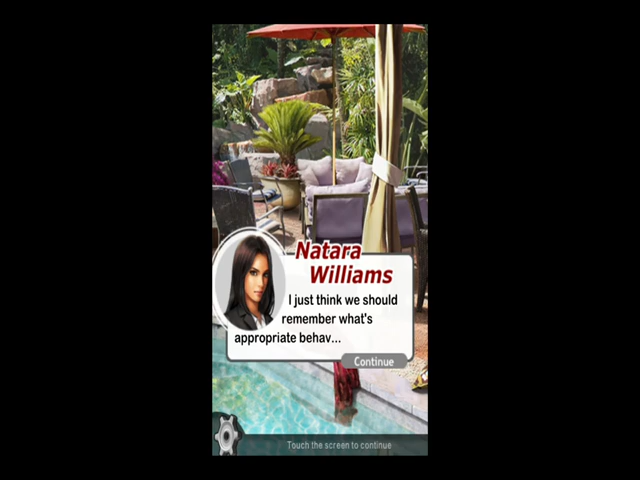 Natara
Williams
I just think we should
remember what's
appropriate behav...
Continue
Touch the screen to continue